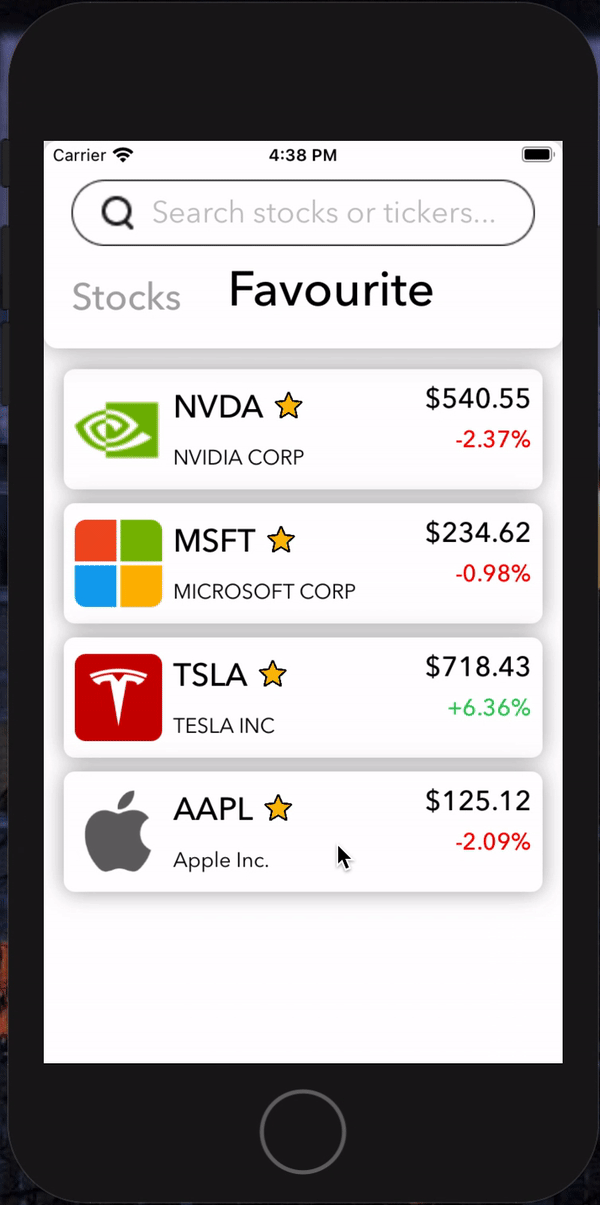 Carrier 4:38 PM
Search stocks or tickers...
Stocks Favourite
NVDA $540.55
-2.37%
NVIDIA CORP
MSFT $234.62
-0.98%
MICROSOFT CORP
TSLA $718.43
+6.36%
TESLA INC
AAPL $125.12
-2.09%
Apple Inc.